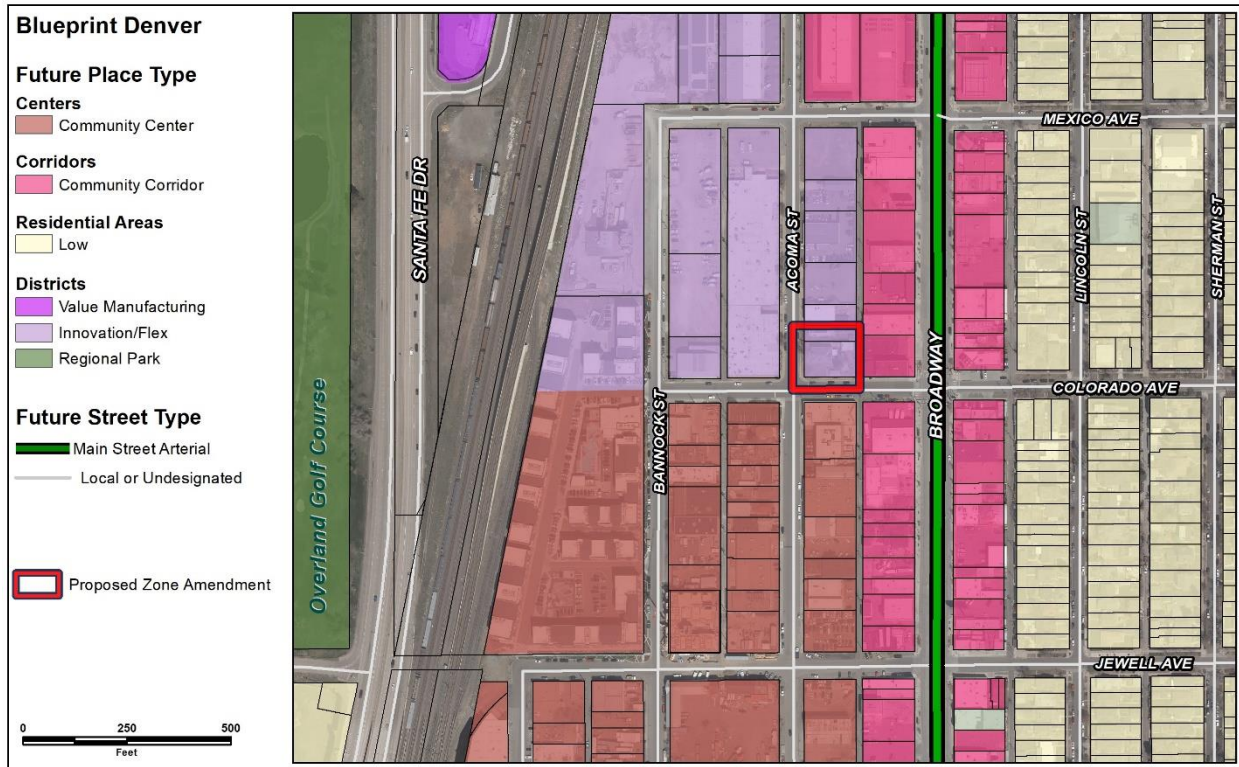 Blueprint Denver
Future Place Type
Centers
Community Center
Corridors
Community Corridor
Residential Areas
Low
Districts
Value Manufacturing
Innovation/Flex
Regional Park
Future Street Type
Main Street Arterial
Local or Undesignated
Proposed Zone Amendment
0 250 500
Feet
Overland Golf Course
SANTA FE DR
BANNOCK ST
ACOMA ST
BROADWAY
LINCOLN ST
SHERMAN ST
MEXICO AVE
COLORADO AVE
JEWELL AVE